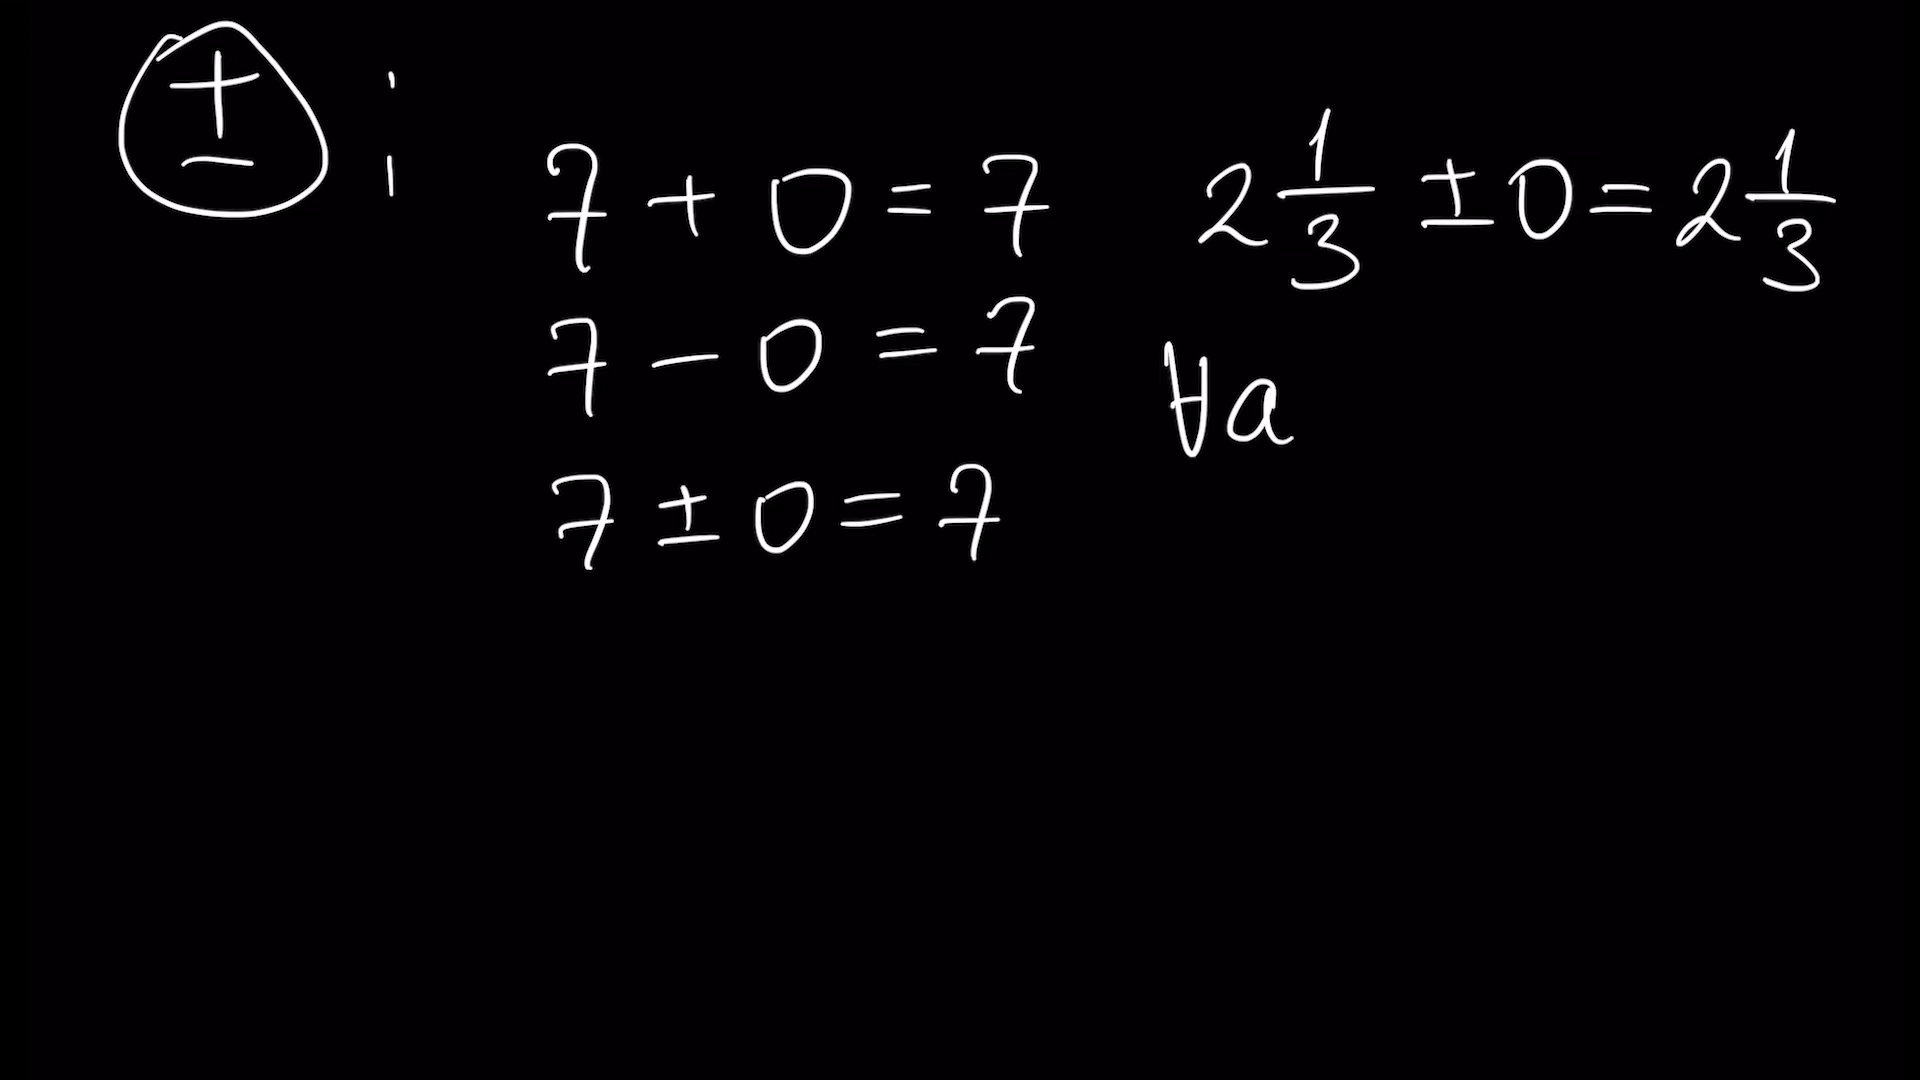 ± :
7 + 0 = 7
7 - 0 = 7
7 ± 0 = 7
2 1/3 ± 0 = 2 1/3
∀a